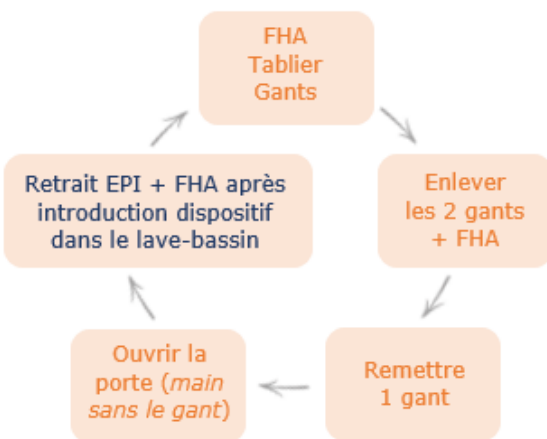 FHA
Tablier
Gants
Enlever
les 2 gants
+ FHA
Remettre
1 gant
Ouvrir la
porte (main
sans le gant)
Retrait EPI + FHA après
introduction dispositif
dans le lave-bassin